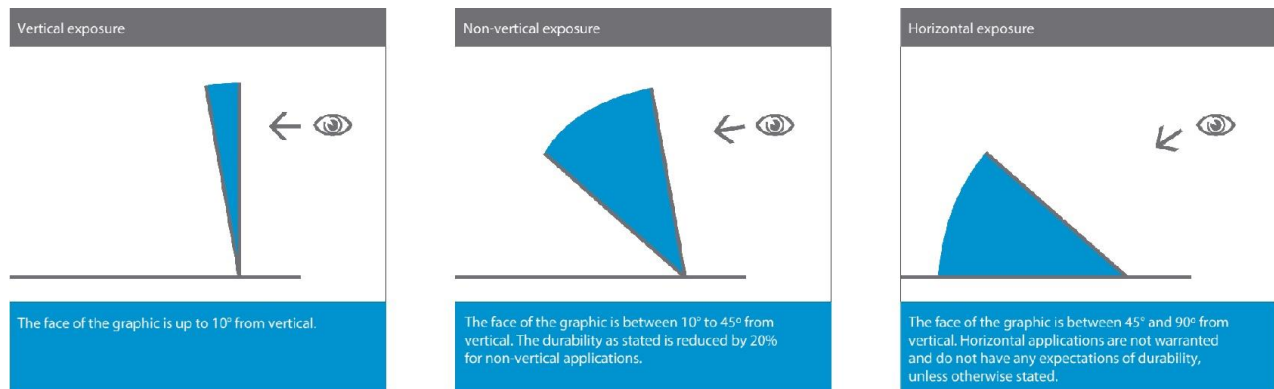 Vertical exposure
The face of the graphic is up to 10° from vertical.
Non-vertical exposure
The face of the graphic is between 10° to 45º from
vertical. The durability as stated is reduced by 20%
for non-vertical applications.
Horizontal exposure
The face of the graphic is between 45° and 90º from
vertical. Horizontal applications are not warranted
and do not have any expectations of durability,
unless otherwise stated.